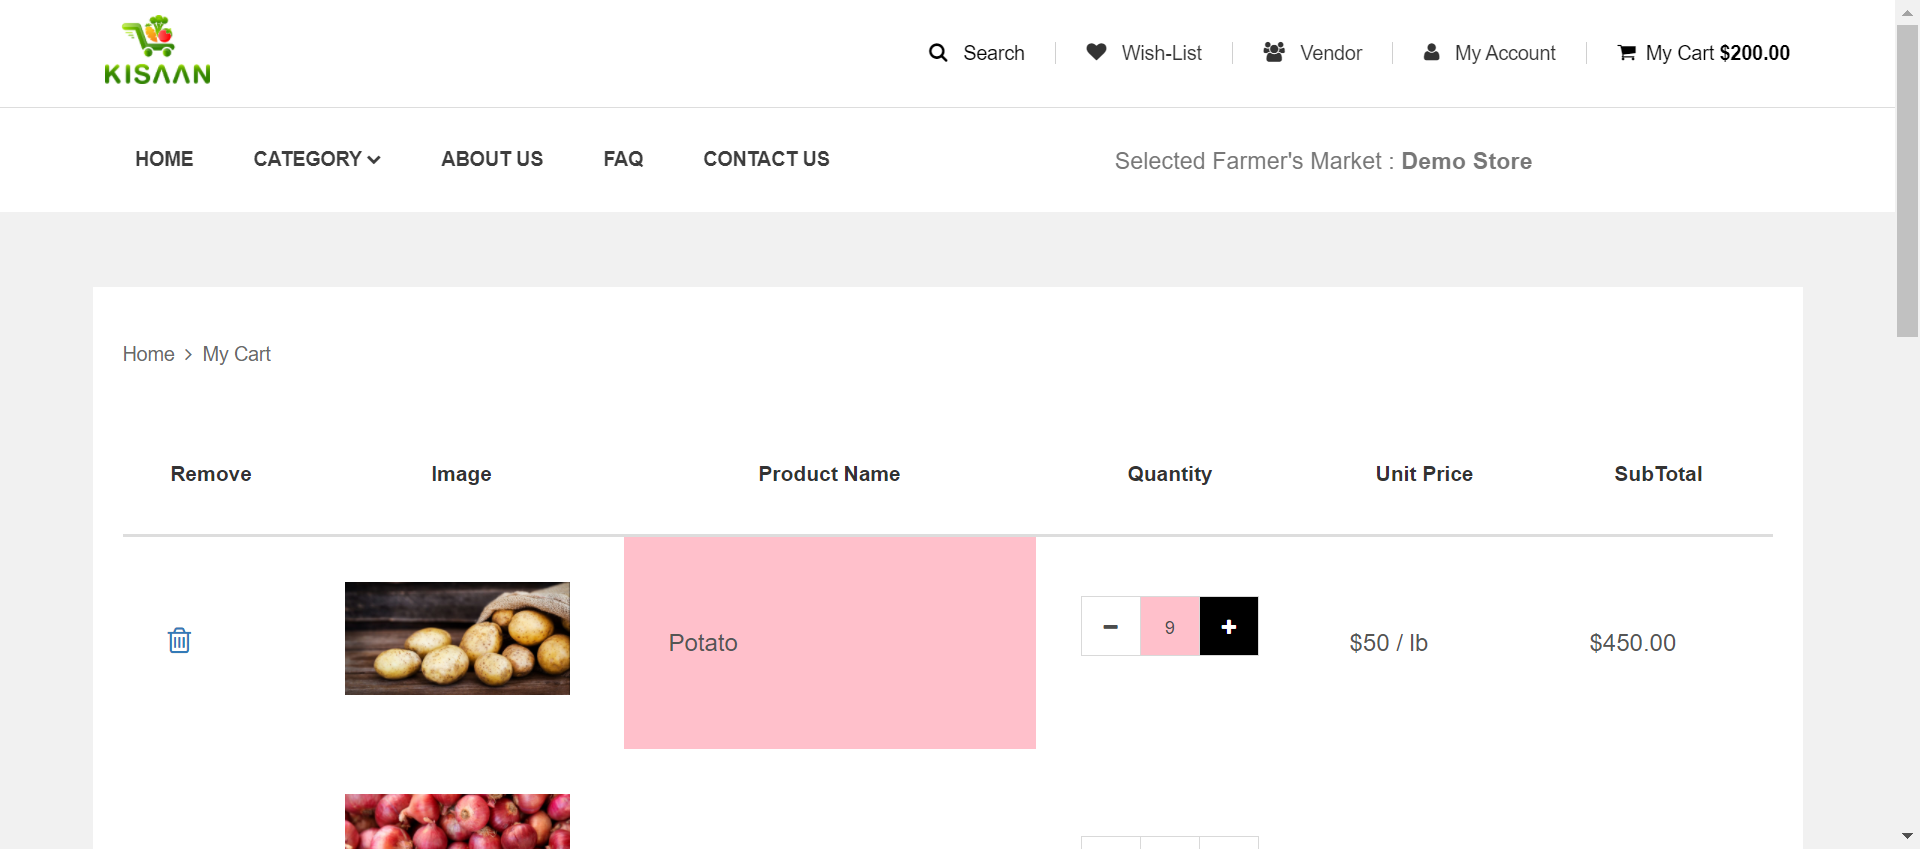 KISAAN
Search
Wish-List
Vendor
My Account
My Cart $200.00
HOME
CATEGORY
ABOUT US
FAQ
CONTACT US
Selected Farmer's Market : Demo Store
Home > My Cart
Remove
Image
Product Name
Quantity
Unit Price
SubTotal
Potato
9
$50 / lb
$450.00